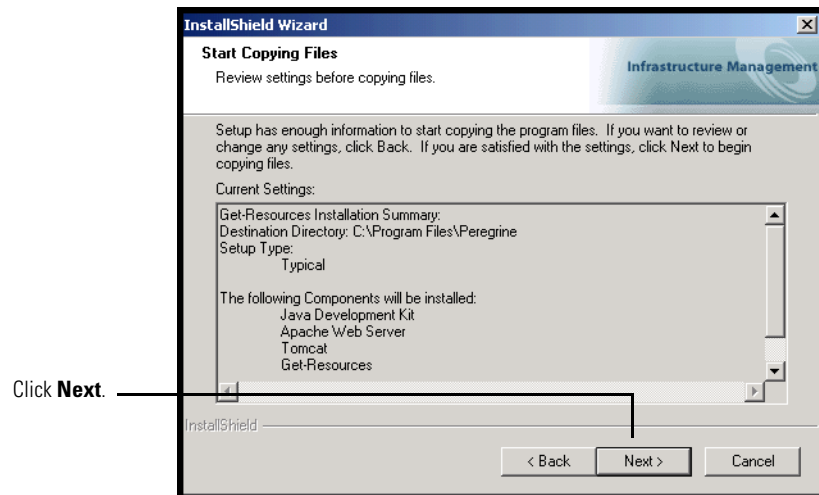 InstallShield Wizard
Start Copying Files
Review settings before copying files.
Infrastructure Management
Setup has enough information to start copying the program files. If you want to review or
change any settings, click Back. If you are satisfied with the settings, click Next to begin
copying files.
Current Settings:
Get-Resources Installation Summary:
Destination Directory: C:\Program Files\Peregrine
Setup Type:
Typical
The following Components will be installed:
Java Development Kit
Apache Web Server
Tomcat
Get-Resources
Click Next.
InstallShield
< Back
Next >
Cancel